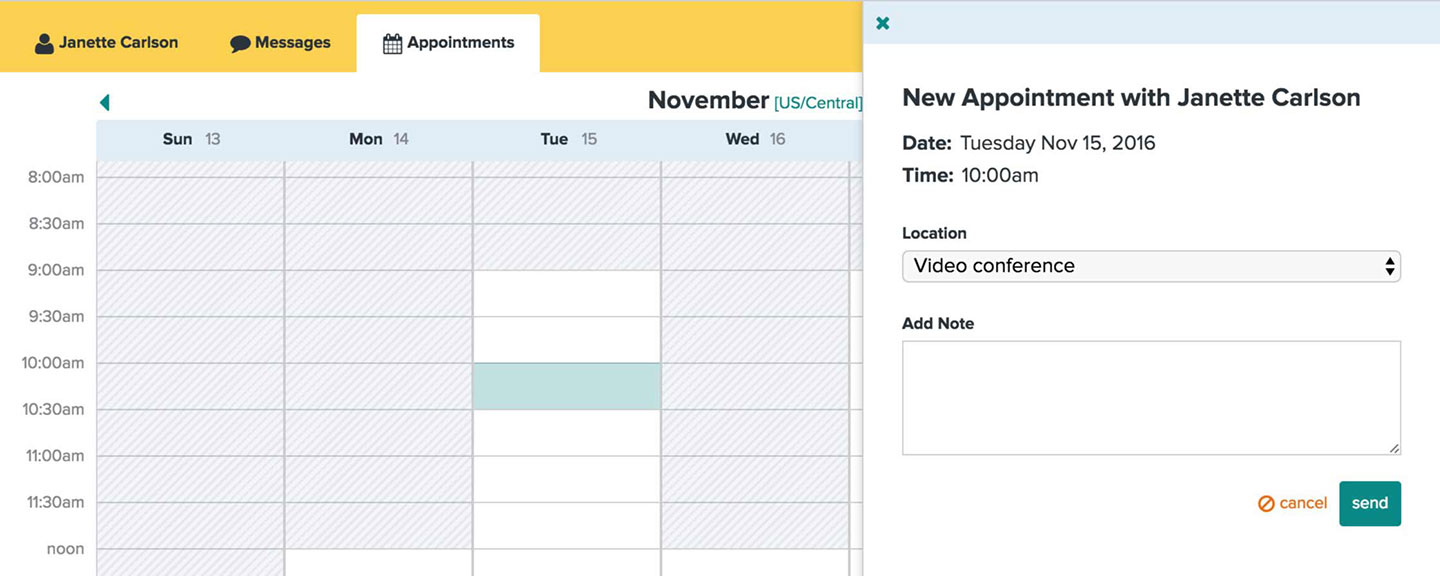 Janette Carlson
Messages
Appointments
November [US/Central]
Sun 13
Mon 14
Tue 15
Wed 16
8:00am
8:30am
9:00am
9:30am
10:00am
10:30am
11:00am
11:30am
noon
New Appointment with Janette Carlson
Date: Tuesday Nov 15, 2016
Time: 10:00am
Location
Video conference
Add Note
cancel
send